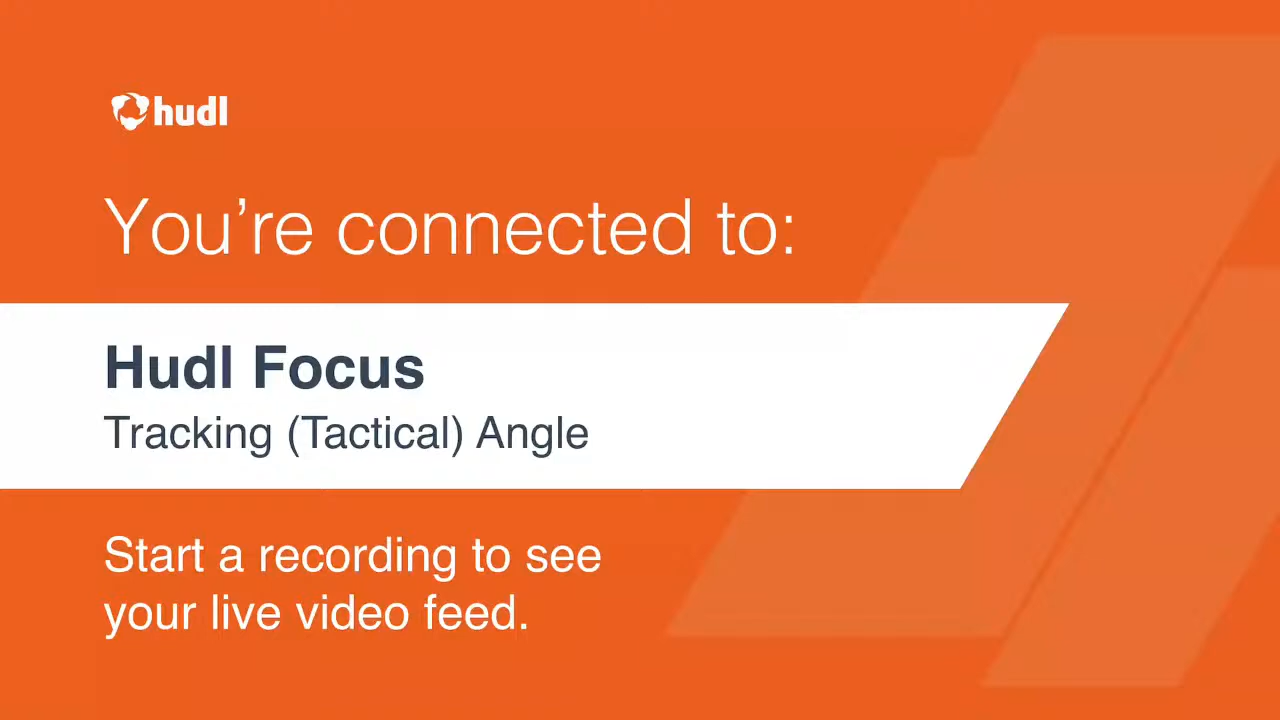 hudl
You’re connected to:
Hudl Focus
Tracking (Tactical) Angle
Start a recording to see
your live video feed.